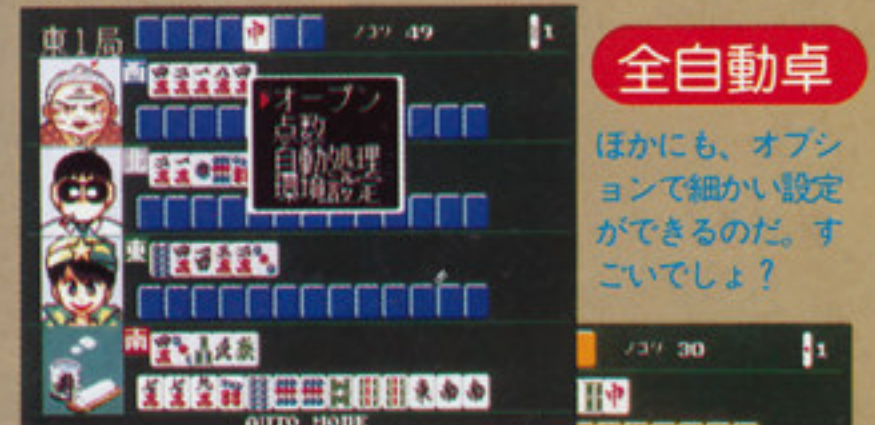 東1局
中
ノコリ 49
1
全自動卓
オープン
点数
自動処理
環境設定
ほかにも、オプシ
ョンで細かい設定
ができるのだ。す
ごいでしょ?
西
北
東
南
ノコリ 30
1
中
AUTO MODE